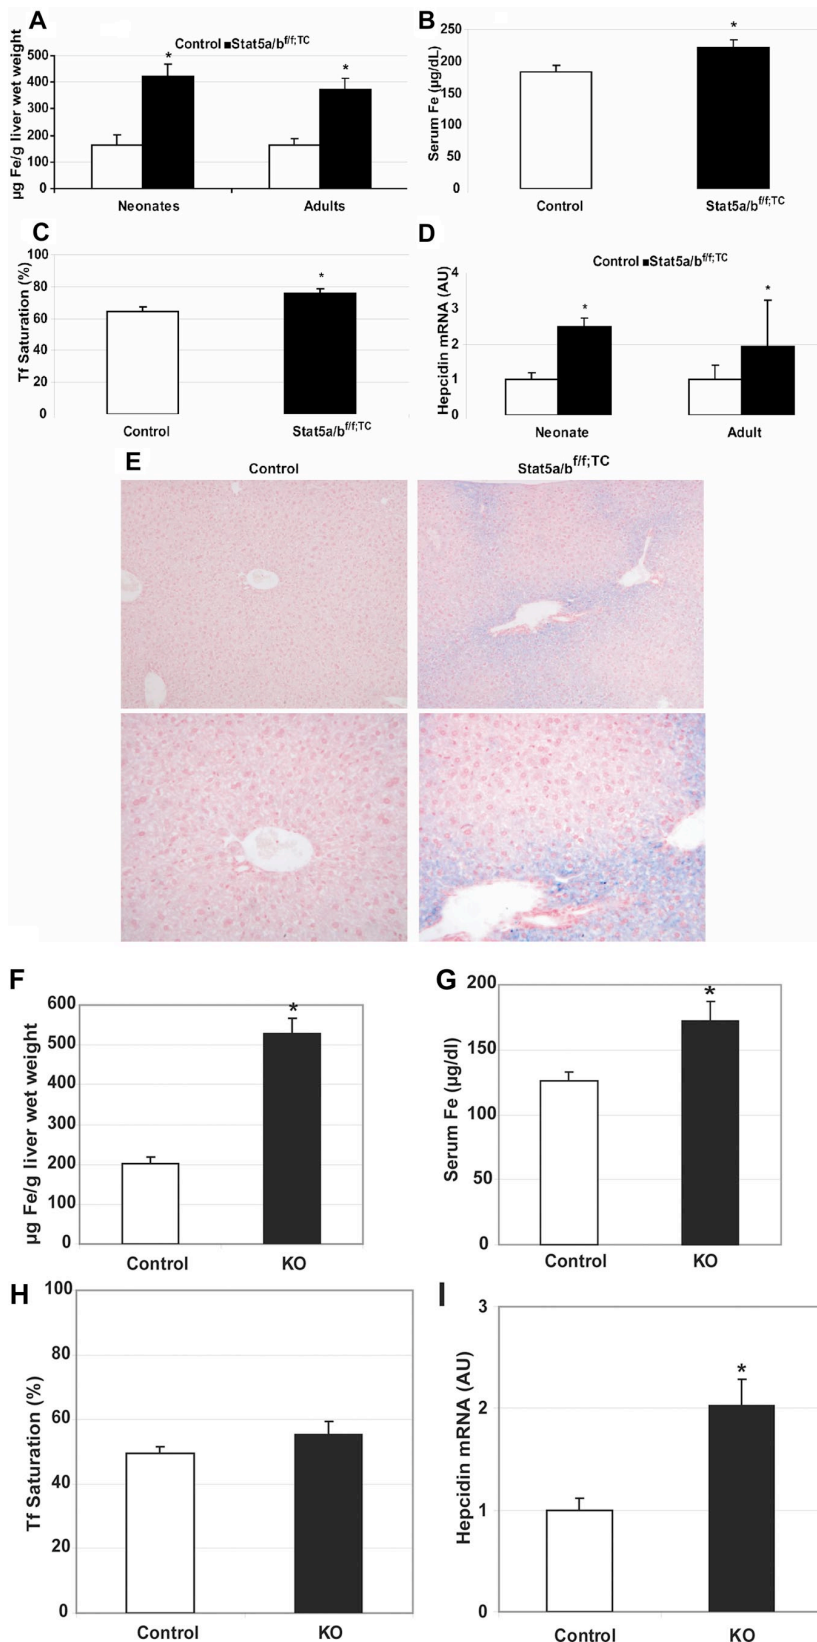 A
Control ■Stat5a/b^f/f;TC
µg Fe/g liver wet weight
500
400
300
200
100
0
*
*
Neonates
Adults
B
Serum Fe (µg/dL)
250
200
150
100
50
0
*
Control
Stat5a/b^f/f;TC
C
Tf Saturation (%)
100
80
60
40
20
0
*
Control
Stat5a/b^f/f;TC
D
Control ■Stat5a/b^f/f;TC
Hepcidin mRNA (AU)
4
3
2
1
0
*
*
Neonate
Adult
E
Control
Stat5a/b^f/f;TC
F
µg Fe/g liver wet weight
600
500
400
300
200
100
0
*
Control
KO
G
Serum Fe (µg/dl)
200
150
100
50
0
*
Control
KO
H
Tf Saturation (%)
100
80
60
40
20
0
Control
KO
I
Hepcidin mRNA (AU)
3
2
1
0
*
Control
KO